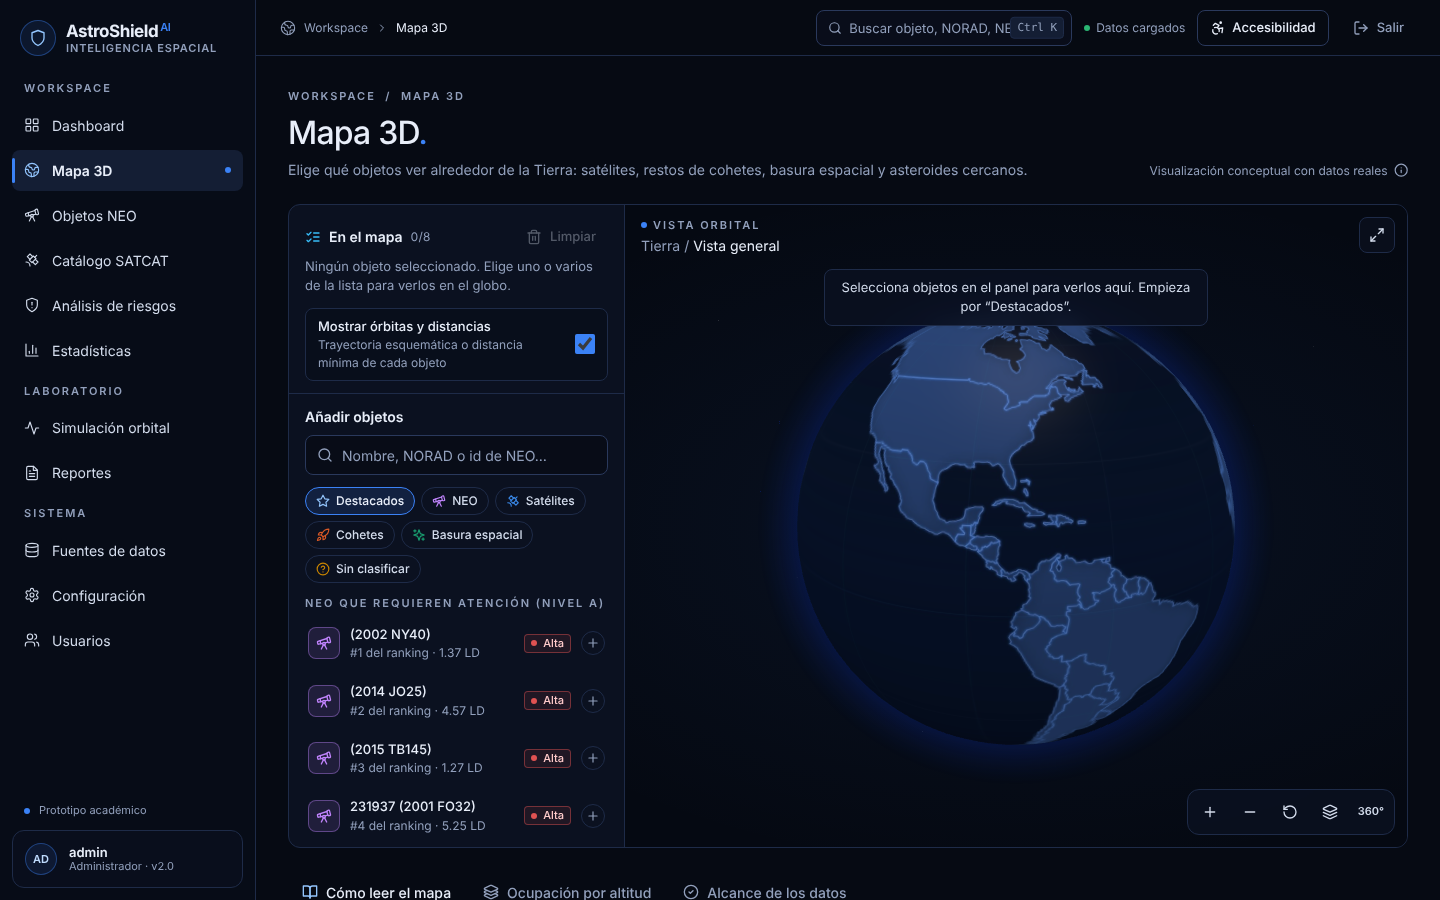 AstroShield AI
INTELIGENCIA ESPACIAL
WORKSPACE
Dashboard
Mapa 3D
Objetos NEO
Catálogo SATCAT
Análisis de riesgos
Estadísticas
LABORATORIO
Simulación orbital
Reportes
SISTEMA
Fuentes de datos
Configuración
Usuarios
Prototipo académico
AD
admin
Administrador · v2.0
Workspace > Mapa 3D
Buscar objeto, NORAD, NE
Ctrl K
Datos cargados
Accesibilidad
Salir
WORKSPACE / MAPA 3D
Mapa 3D.
Elige qué objetos ver alrededor de la Tierra: satélites, restos de cohetes, basura espacial y asteroides cercanos.
Visualización conceptual con datos reales
En el mapa 0/8
Limpiar
Ningún objeto seleccionado. Elige uno o varios
de la lista para verlos en el globo.
Mostrar órbitas y distancias
Trayectoria esquemática o distancia
mínima de cada objeto
Añadir objetos
Nombre, NORAD o id de NEO...
Destacados
NEO
Satélites
Cohetes
Basura espacial
Sin clasificar
NEO QUE REQUIEREN ATENCIÓN (NIVEL A)
(2002 NY40)
#1 del ranking · 1.37 LD
Alta
(2014 JO25)
#2 del ranking · 4.57 LD
Alta
(2015 TB145)
#3 del ranking · 1.27 LD
Alta
231937 (2001 FO32)
#4 del ranking · 5.25 LD
Alta
VISTA ORBITAL
Tierra / Vista general
Selecciona objetos en el panel para verlos aquí. Empieza
por “Destacados”.
360°
Cómo leer el mapa
Ocupación por altitud
Alcance de los datos